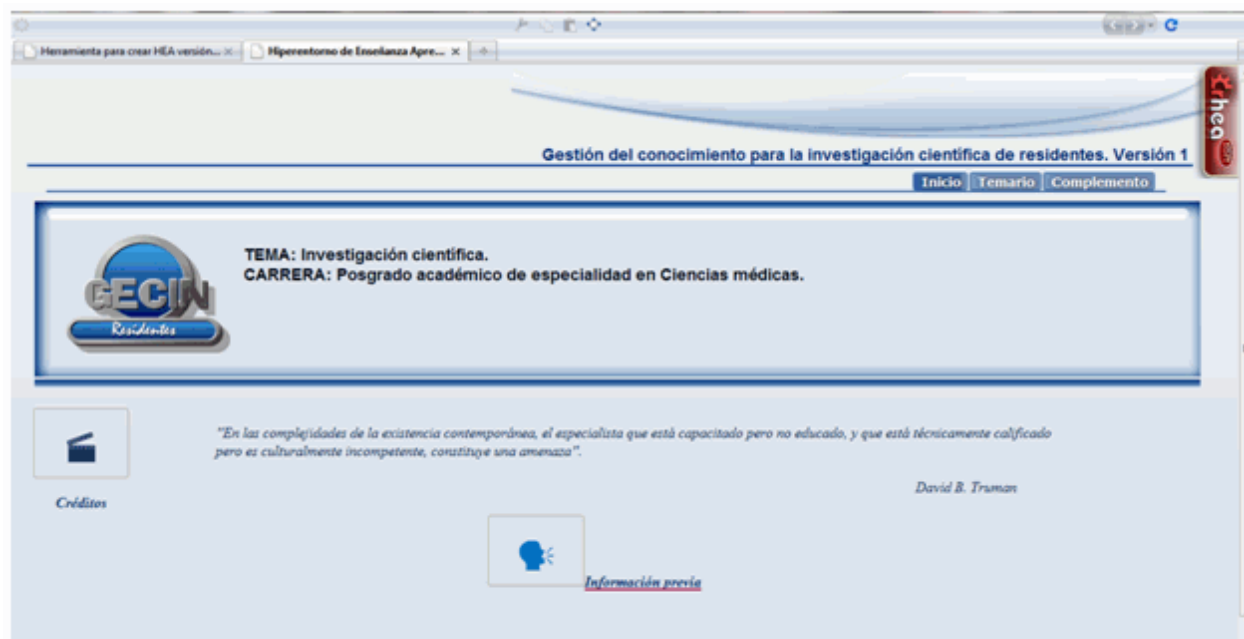 Herramienta para crear HEA versión...
Hiperentorno de Enseñanza Apre...
Crhea
Gestión del conocimiento para la investigación científica de residentes. Versión 1
Inicio Temario Complemento
TEMA: Investigación científica.
CARRERA: Posgrado académico de especialidad en Ciencias médicas.
GECIN
Residentes
"En las complejidades de la existencia contemporánea, el especialista que está capacitado pero no educado, y que está técnicamente calificado
pero es culturalmente incompetente, constituye una amenaza".
David B. Truman
Créditos
Información previa